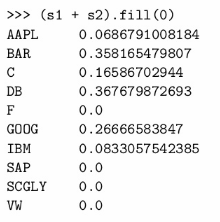 >>> (s1 + s2).fill(0)
AAPL 0.0686791008184
BAR 0.358165479807
C 0.16586702944
DB 0.367679872693
F 0.0
GOOG 0.26666583847
IBM 0.0833057542385
SAP 0.0
SCGLY 0.0
VW 0.0